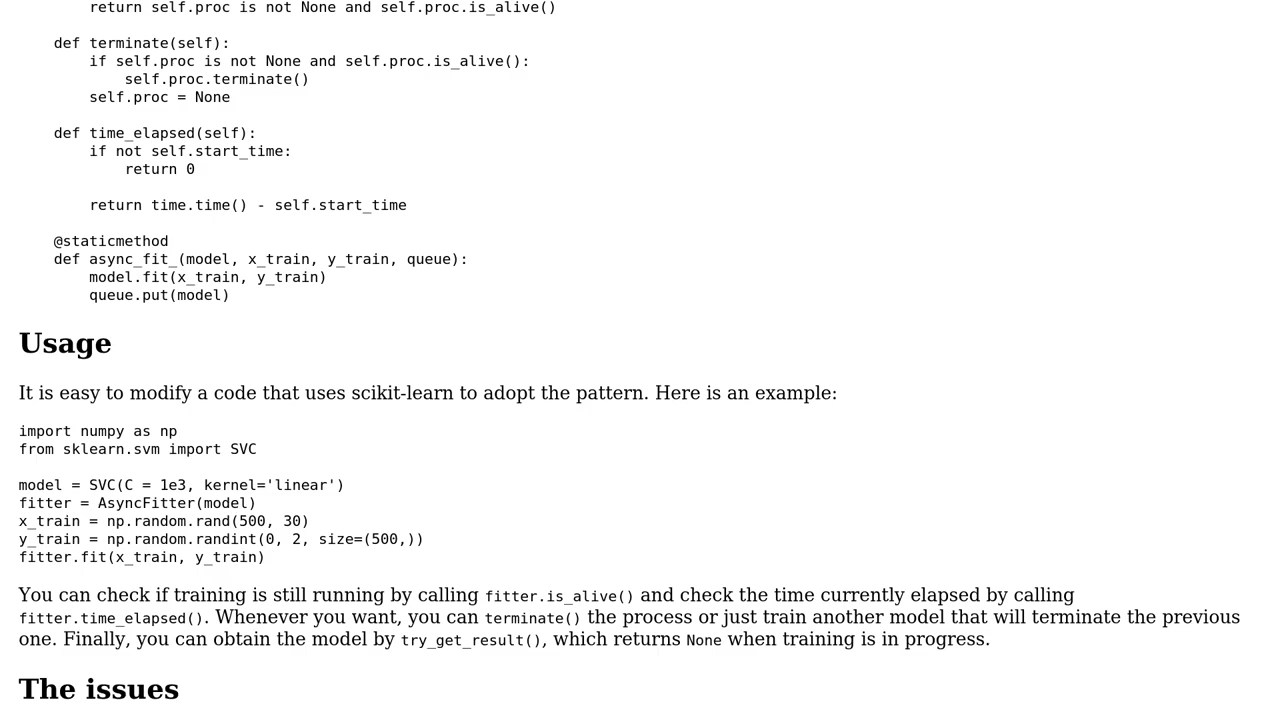 return self.proc is not None and self.proc.is_alive()

    def terminate(self):
        if self.proc is not None and self.proc.is_alive():
            self.proc.terminate()
        self.proc = None

    def time_elapsed(self):
        if not self.start_time:
            return 0

        return time.time() - self.start_time

    @staticmethod
    def async_fit_(model, x_train, y_train, queue):
        model.fit(x_train, y_train)
        queue.put(model)

Usage

It is easy to modify a code that uses scikit-learn to adopt the pattern. Here is an example:

import numpy as np
from sklearn.svm import SVC

model = SVC(C = 1e3, kernel='linear')
fitter = AsyncFitter(model)
x_train = np.random.rand(500, 30)
y_train = np.random.randint(0, 2, size=(500,))
fitter.fit(x_train, y_train)

You can check if training is still running by calling fitter.is_alive() and check the time currently elapsed by calling
fitter.time_elapsed(). Whenever you want, you can terminate() the process or just train another model that will terminate the previous
one. Finally, you can obtain the model by try_get_result(), which returns None when training is in progress.

The issues